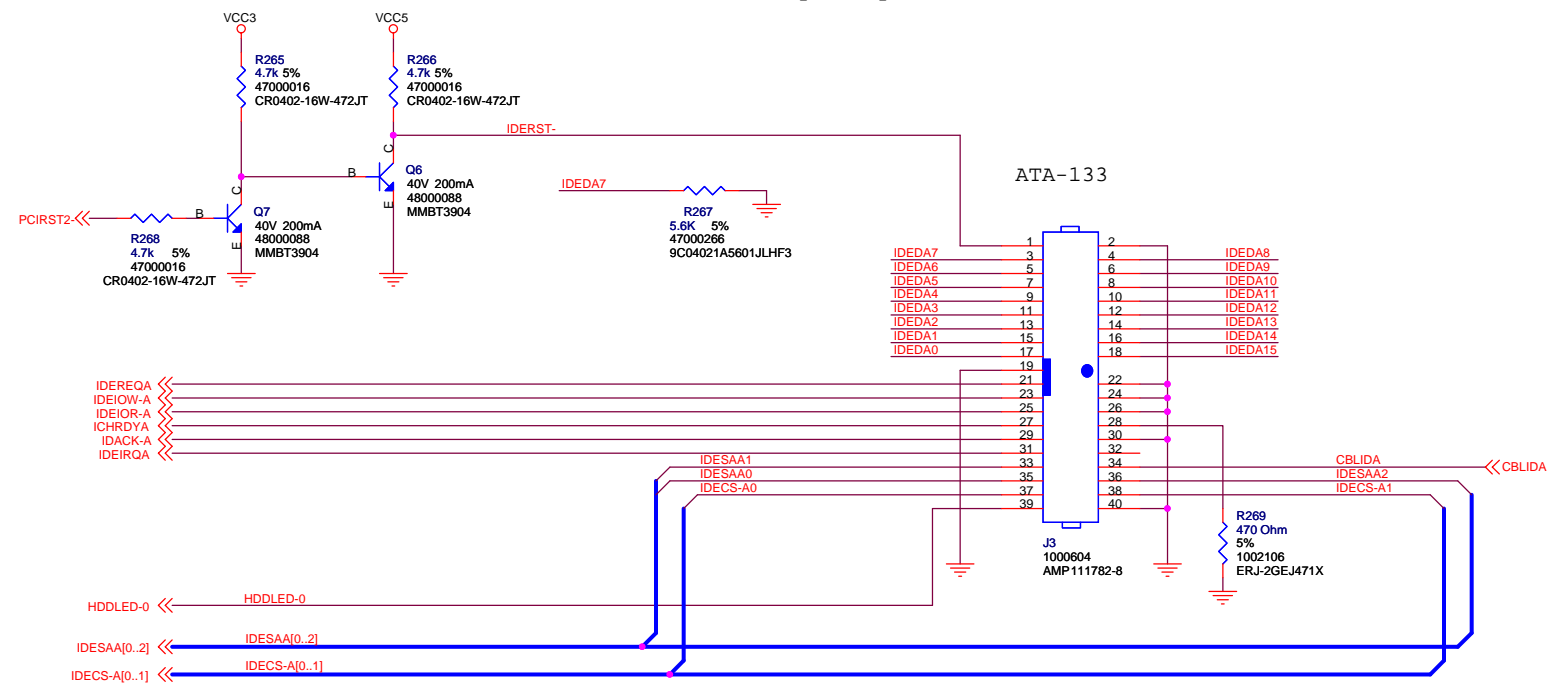 VCC3
VCC5
R265
4.7k 5%
47000016
CR0402-16W-472JT
R266
4.7k 5%
47000016
CR0402-16W-472JT
IDERST-
C
B
E
Q6
40V 200mA
48000088
MMBT3904
PCIRST2-
R268
4.7k 5%
47000016
CR0402-16W-472JT
C
B
E
Q7
40V 200mA
48000088
MMBT3904
IDEDA7
R267
5.6K 5%
47000266
9C04021A5601JLHF3
ATA-133
1 2
IDEDA7 3 4 IDEDA8
IDEDA6 5 6 IDEDA9
IDEDA5 7 8 IDEDA10
IDEDA4 9 10 IDEDA11
IDEDA3 11 12 IDEDA12
IDEDA2 13 14 IDEDA13
IDEDA1 15 16 IDEDA14
IDEDA0 17 18 IDEDA15
19
IDEREQA 21 22
IDEIOW-A 23 24
IDEIOR-A 25 26
ICHRDYA 27 28
IDACK-A 29 30
IDEIRQA 31 32
IDESAA1 33 34 CBLIDA CBLIDA
IDESAA0 35 36 IDESAA2
IDECS-A0 37 38 IDECS-A1
39 40
R269
470 Ohm
5%
1002106
ERJ-2GEJ471X
J3
1000604
AMP111782-8
HDDLED-0 HDDLED-0
IDESAA[0..2] IDESAA[0..2]
IDECS-A[0..1] IDECS-A[0..1]